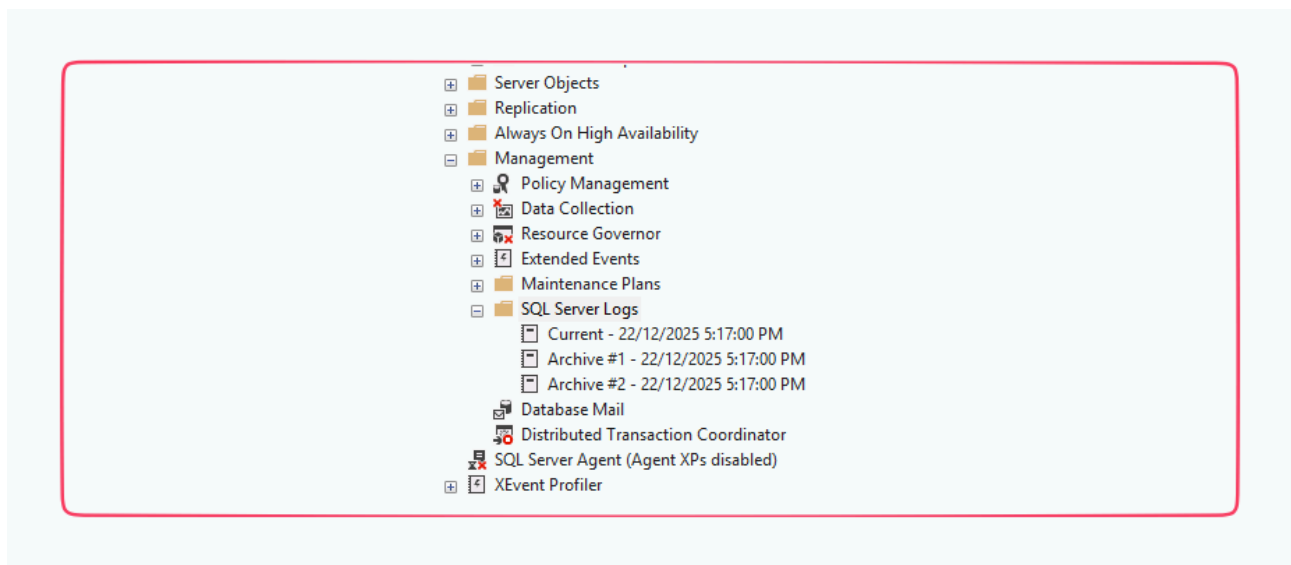 Server Objects
Replication
Always On High Availability
Management
Policy Management
Data Collection
Resource Governor
Extended Events
Maintenance Plans
SQL Server Logs
Current - 22/12/2025 5:17:00 PM
Archive #1 - 22/12/2025 5:17:00 PM
Archive #2 - 22/12/2025 5:17:00 PM
Database Mail
Distributed Transaction Coordinator
SQL Server Agent (Agent XPs disabled)
XEvent Profiler